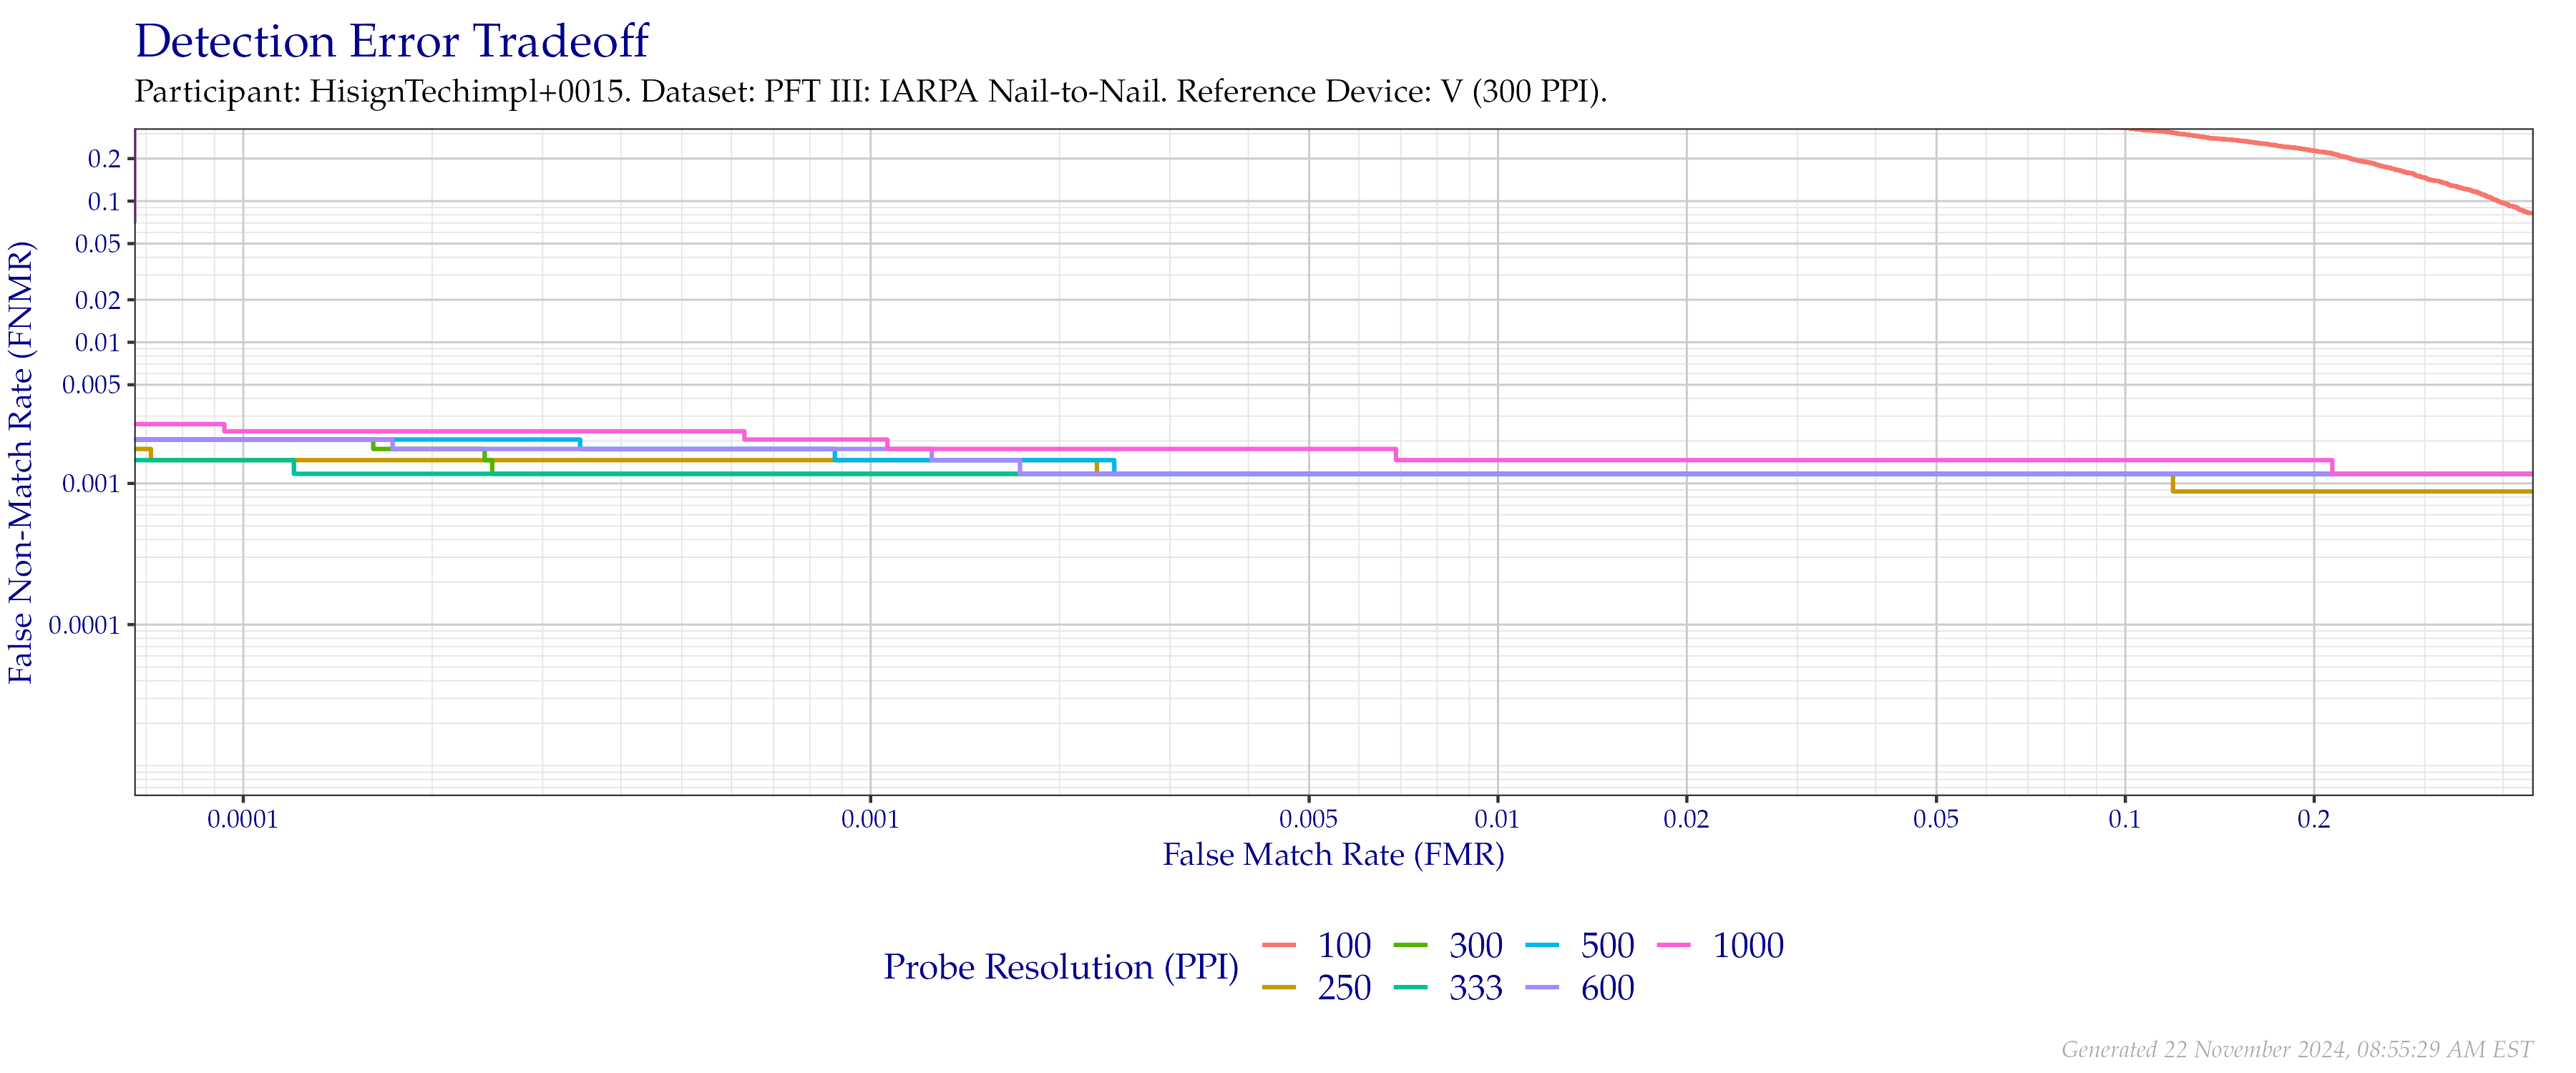 Detection Error Tradeoff
Participant: HisignTechimpl+0015. Dataset: PFT III: IARPA Nail-to-Nail. Reference Device: V (300 PPI).
False Non-Match Rate (FNMR)
0.2
0.1
0.05
0.02
0.01
0.005
0.001
0.0001
0.0001 0.001 0.005 0.01 0.02 0.05 0.1 0.2
False Match Rate (FMR)
Probe Resolution (PPI)
100 300 500 1000
250 333 600
Generated 22 November 2024, 08:55:29 AM EST